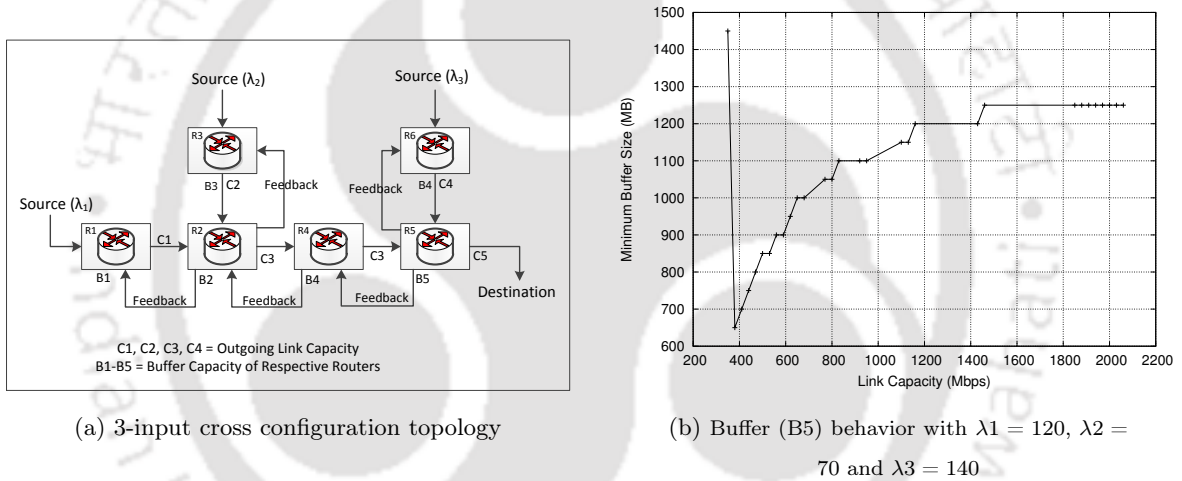 Source (λ2)
Source (λ3)
R3
R6
B3
C2
Feedback
Feedback
B4
C4
Source (λ1)
R1
C1
R2
C3
R4
C3
R5
C5
B1
B2
B4
B5
Feedback
Feedback
Feedback
Destination
C1, C2, C3, C4 = Outgoing Link Capacity
B1-B5 = Buffer Capacity of Respective Routers
(a) 3-input cross configuration topology
Minimum Buffer Size (MB)
1500
1400
1300
1200
1100
1000
900
800
700
600
200 400 600 800 1000 1200 1400 1600 1800 2000 2200
Link Capacity (Mbps)
(b) Buffer (B5) behavior with λ1 = 120, λ2 =
70 and λ3 = 140